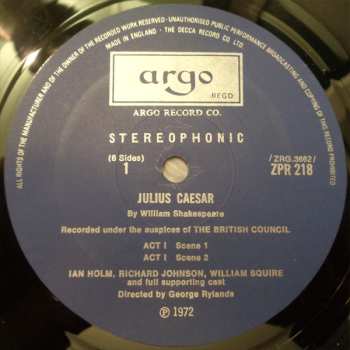 ALL RIGHTS OF THE MANUFACTURER AND OF THE OWNER OF THE RECORDED WORK RESERVED · UNAUTHORISED PUBLIC PERFORMANCE BROADCASTING AND COPYING OF THIS RECORD PROHIBITED
MADE IN ENGLAND · THE DECCA RECORD CO LTD.
argo
REGD
ARGO RECORD CO.
STEREOPHONIC
(6 Sides)
1
/ZRG.3662/
ZPR 218
JULIUS CAESAR
By William Shakespeare
Recorded under the auspices of THE BRITISH COUNCIL
ACT I Scene 1
ACT I Scene 2
IAN HOLM, RICHARD JOHNSON, WILLIAM SQUIRE
and full supporting cast
Directed by George Rylands
Ⓟ 1972